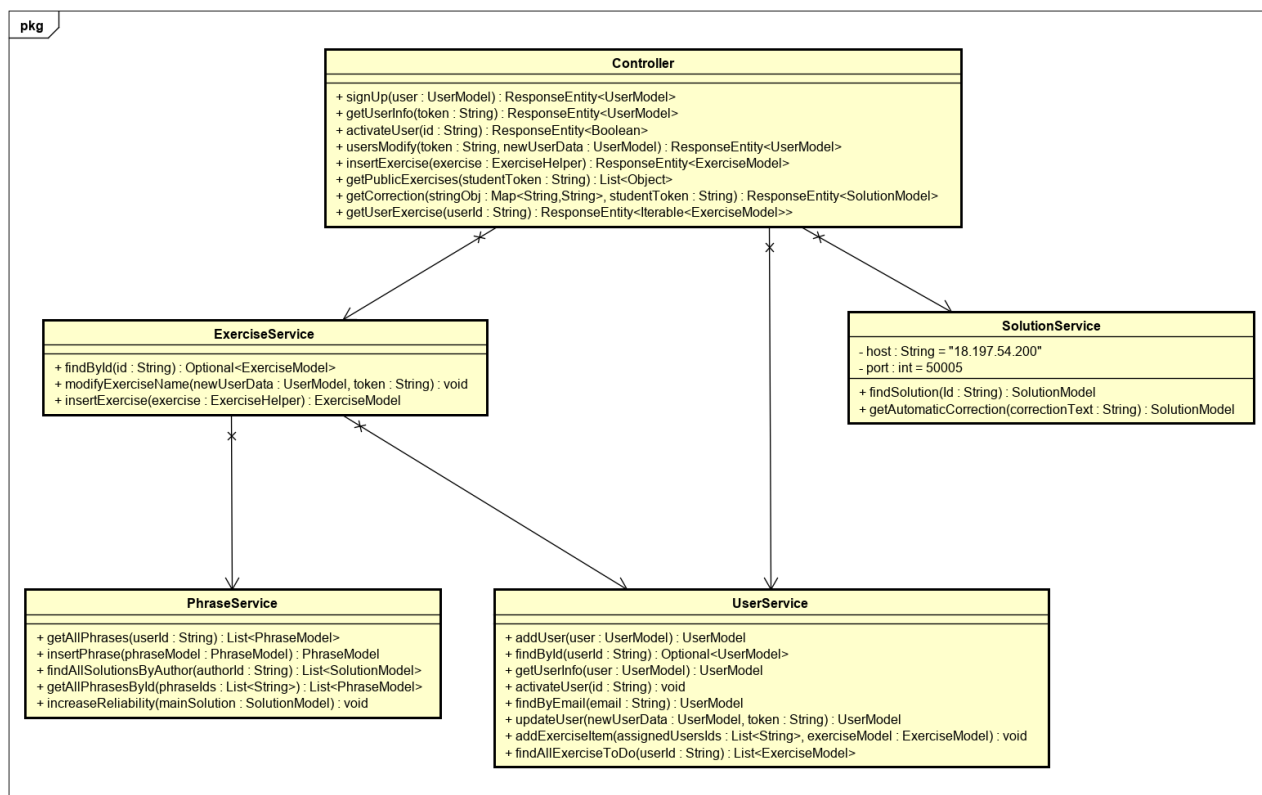 pkg
Controller
+ signUp(user : UserModel) : ResponseEntity<UserModel>
+ getUserInfo(token : String) : ResponseEntity<UserModel>
+ activateUser(id : String) : ResponseEntity<Boolean>
+ usersModify(token : String, newUserData : UserModel) : ResponseEntity<UserModel>
+ insertExercise(exercise : ExerciseHelper) : ResponseEntity<ExerciseModel>
+ getPublicExercises(studentToken : String) : List<Object>
+ getCorrection(stringObj : Map<String,String>, studentToken : String) : ResponseEntity<SolutionModel>
+ getUserExercise(userId : String) : ResponseEntity<Iterable<ExerciseModel>>
ExerciseService
+ findById(id : String) : Optional<ExerciseModel>
+ modifyExerciseName(newUserData : UserModel, token : String) : void
+ insertExercise(exercise : ExerciseHelper) : ExerciseModel
SolutionService
- host : String = "18.197.54.200"
- port : int = 50005
+ findSolution(Id : String) : SolutionModel
+ getAutomaticCorrection(correctionText : String) : SolutionModel
PhraseService
+ getAllPhrases(userId : String) : List<PhraseModel>
+ insertPhrase(phraseModel : PhraseModel) : PhraseModel
+ findAllSolutionsByAuthor(authorId : String) : List<SolutionModel>
+ getAllPhrasesById(phraseIds : List<String>) : List<PhraseModel>
+ increaseReliability(mainSolution : SolutionModel) : void
UserService
+ addUser(user : UserModel) : UserModel
+ findById(userId : String) : Optional<UserModel>
+ getUserInfo(user : UserModel) : UserModel
+ activateUser(id : String) : void
+ findByEmail(email : String) : UserModel
+ updateUser(newUserData : UserModel, token : String) : UserModel
+ addExerciseItem(assignedUsersIds : List<String>, exerciseModel : ExerciseModel) : void
+ findAllExerciseToDo(userId : String) : List<ExerciseModel>